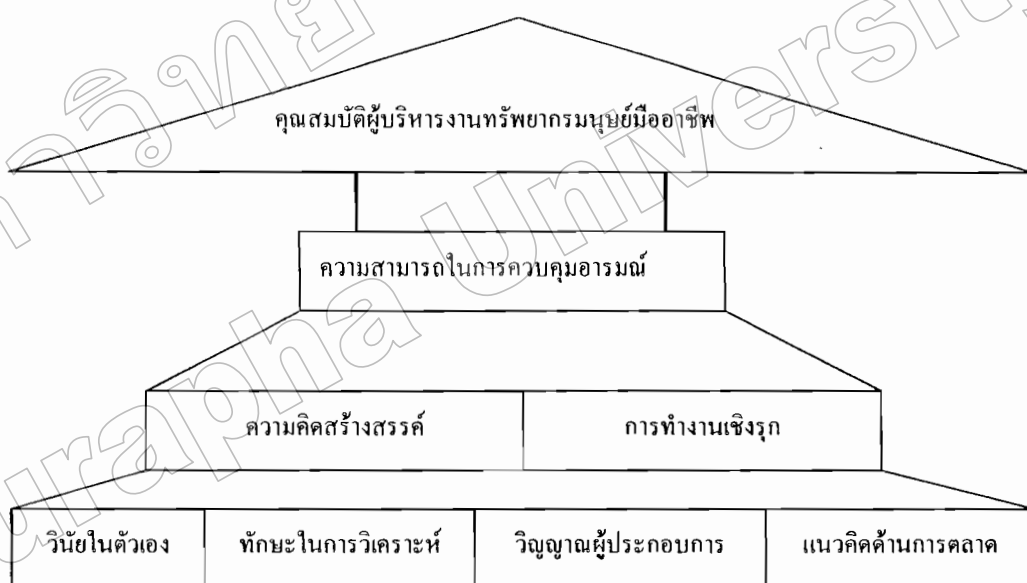 คุณสมบัติผู้บริหารงานทรัพยากรมนุษย์มืออาชีพ
ความสามารถในการควบคุมอารมณ์
ความคิดสร้างสรรค์ การทำงานเชิงรุก
วินัยในตัวเอง ทักษะในการวิเคราะห์ วิญญาณผู้ประกอบการ แนวคิดด้านการตลาด
Burapha University